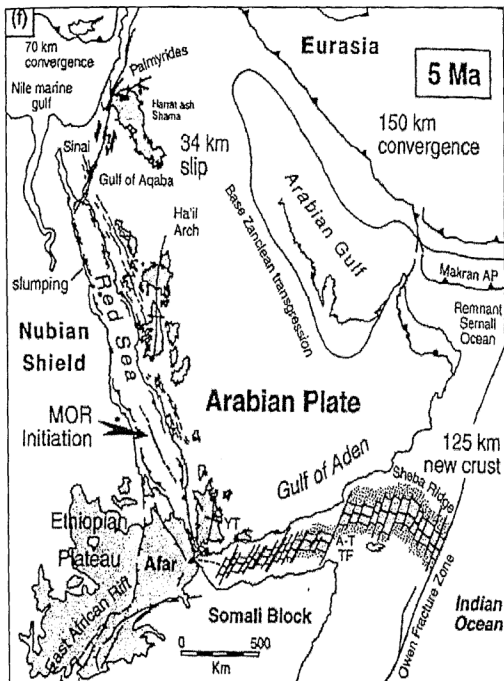 (f)
70 km
convergence
Nile marine
gulf
Palmyrides
Eurasia
5 Ma
Harrat ash
Shama
Sinai
34 km
slip
Gulf of Aqaba
150 km
convergence
Ha'il
Arch
Arabian Gulf
Base Zanclean transgression
Makran AP
slumping
Red Sea
Remnant
Semail
Ocean
Nubian
Shield
Arabian Plate
MOR
Initiation
125 km
new crust
Gulf of Aden
Sheba Ridge
Ethiopian
Plateau
YT
Afar
A-T
TF
East African Rift
Somali Block
Owen Fracture Zone
Indian
Ocean
0 500
Km